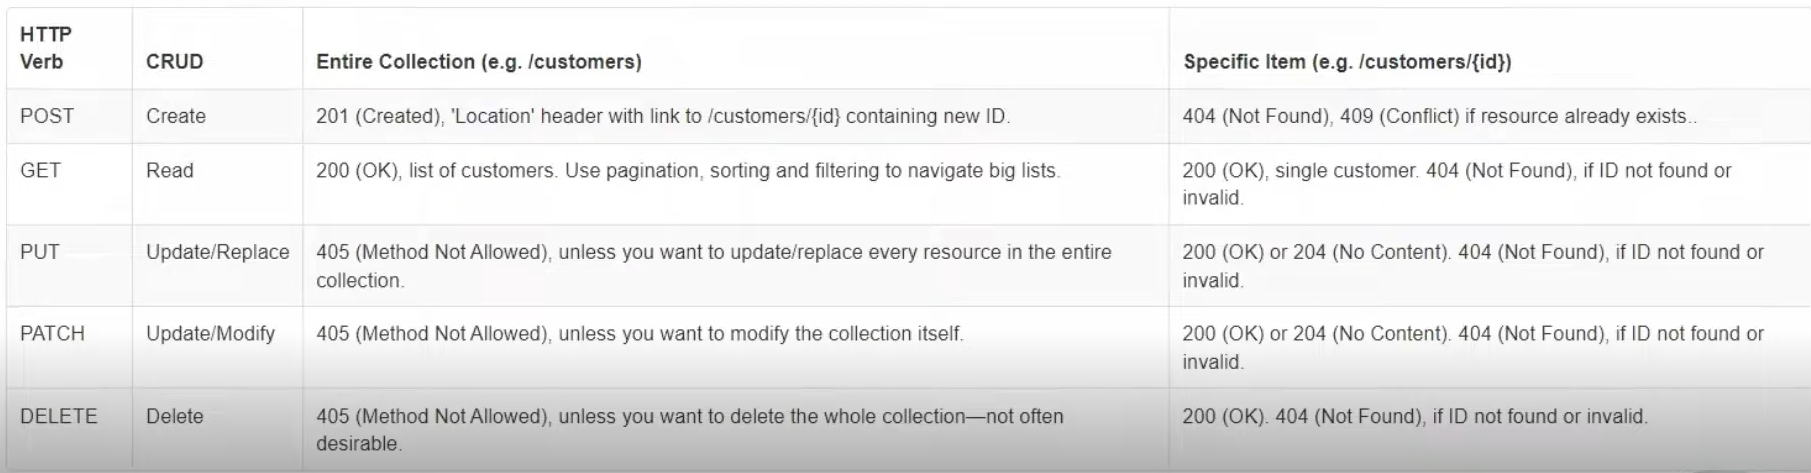 HTTP
Verb
CRUD
Entire Collection (e.g. /customers)
Specific Item (e.g. /customers/{id})
POST
Create
201 (Created), 'Location' header with link to /customers/{id} containing new ID.
404 (Not Found), 409 (Conflict) if resource already exists..
GET
Read
200 (OK), list of customers. Use pagination, sorting and filtering to navigate big lists.
200 (OK), single customer. 404 (Not Found), if ID not found or
invalid.
PUT
Update/Replace
405 (Method Not Allowed), unless you want to update/replace every resource in the entire
collection.
200 (OK) or 204 (No Content). 404 (Not Found), if ID not found or
invalid.
PATCH
Update/Modify
405 (Method Not Allowed), unless you want to modify the collection itself.
200 (OK) or 204 (No Content). 404 (Not Found), if ID not found or
invalid.
DELETE
Delete
405 (Method Not Allowed), unless you want to delete the whole collection—not often
desirable.
200 (OK). 404 (Not Found), if ID not found or invalid.